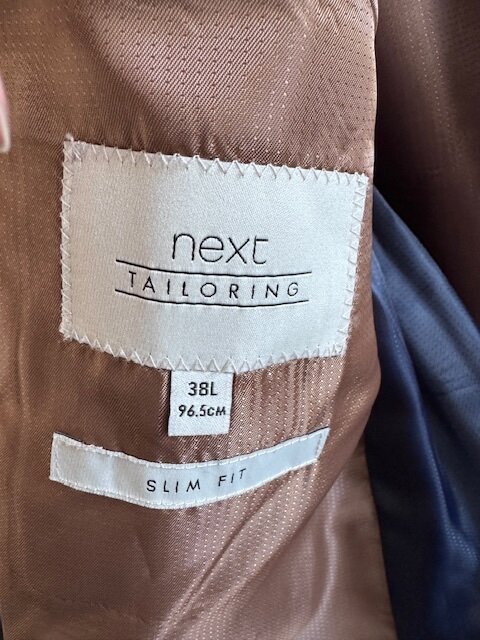 next
TAILORING
38L
96.5CM
SLIM FIT